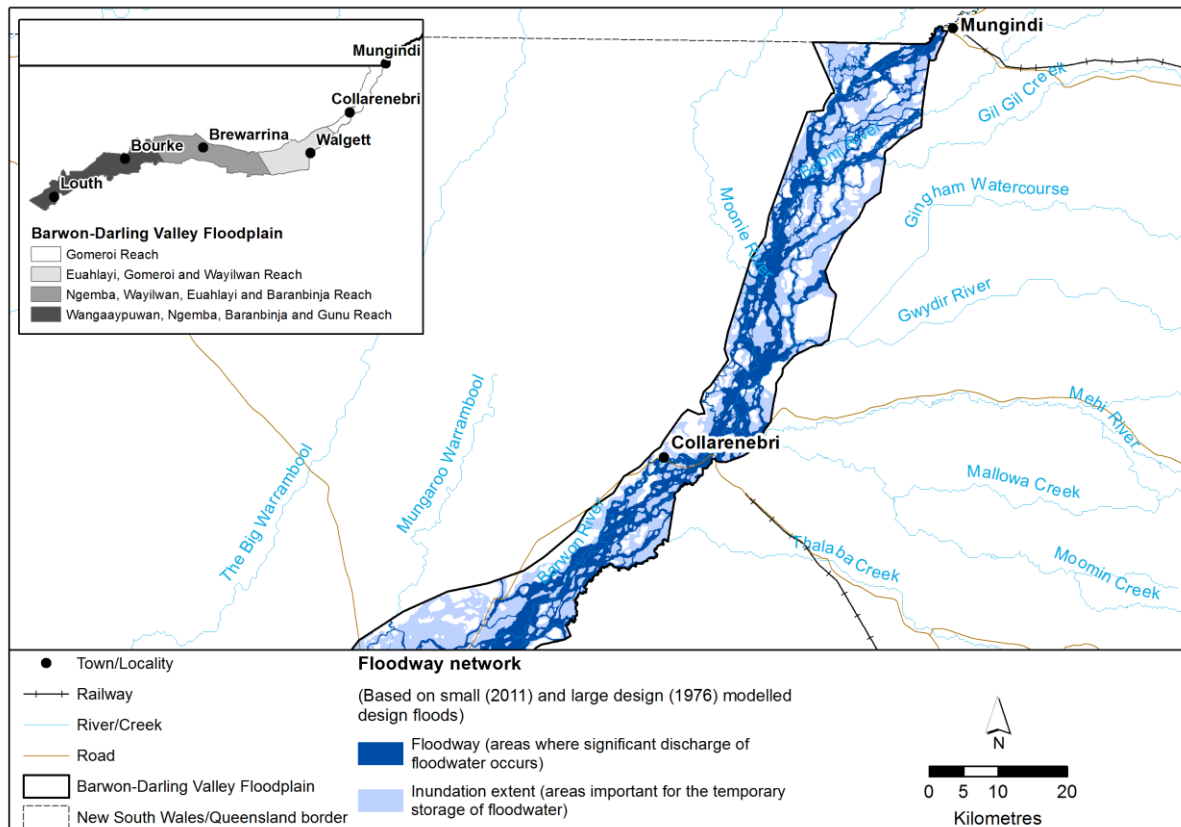 Mungindi
Collarenebri
Walgett
Brewarrina
Bourke
Louth
Barwon-Darling Valley Floodplain
Gomeroi Reach
Euahlayi, Gomeroi and Wayilwan Reach
Ngemba, Wayilwan, Euahlayi and Baranbinja Reach
Wangaaypuwan, Ngemba, Baranbinja and Gunu Reach
Mungindi
Gil Gil Creek
Boomi River
Moonie River
Gingham Watercourse
Gwydir River
Mehi River
Collarenebri
Mungaroo Warrambool
The Big Warrambool
Mallowa Creek
Barwon River
Thalaba Creek
Moomin Creek
Town/Locality
Railway
River/Creek
Road
Barwon-Darling Valley Floodplain
New South Wales/Queensland border
Floodway network
(Based on small (2011) and large design (1976) modelled
design floods)
Floodway (areas where significant discharge of
floodwater occurs)
Inundation extent (areas important for the temporary
storage of floodwater)
N
0 5 10 20
Kilometres